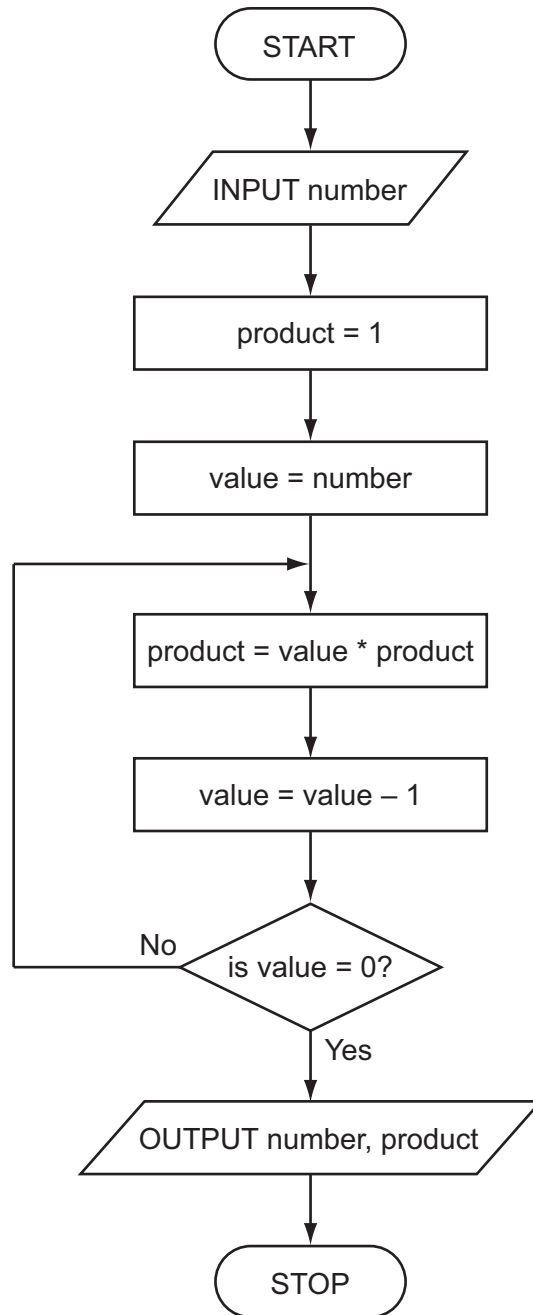 START
INPUT number
product = 1
value = number
product = value * product
value = value – 1
No
is value = 0?
Yes
OUTPUT number, product
STOP